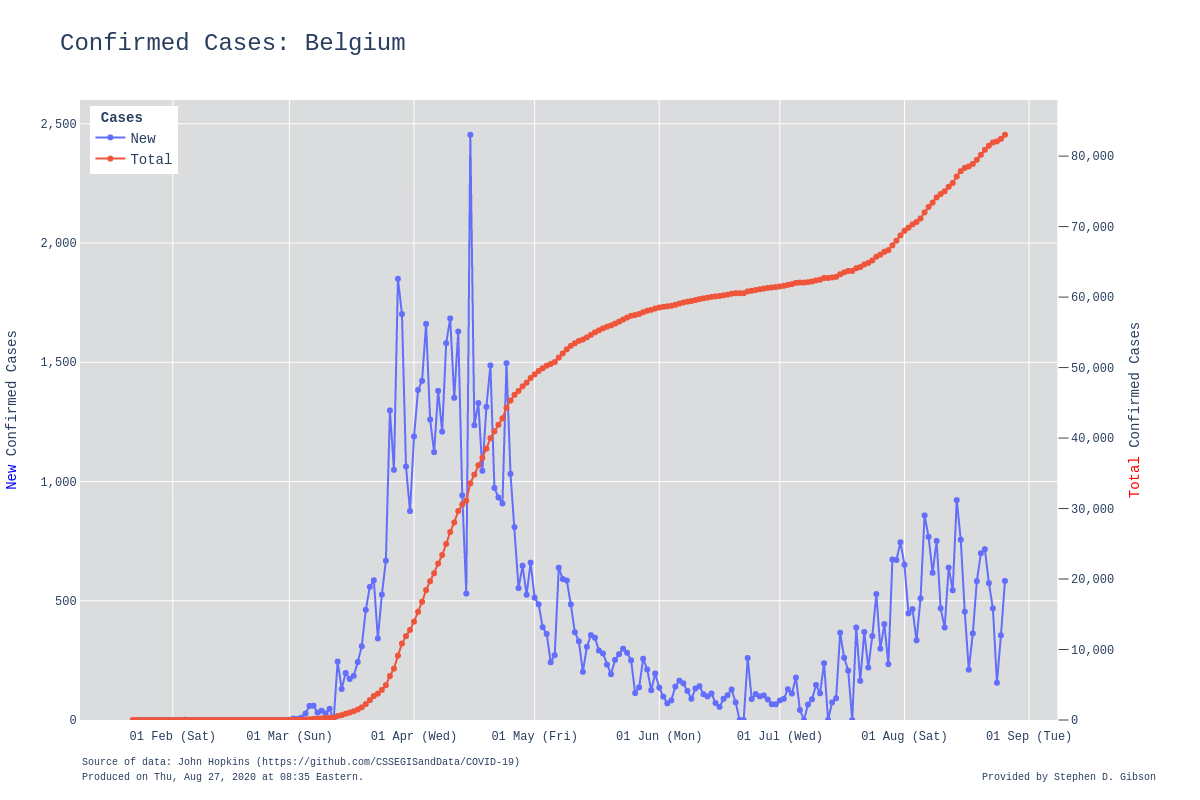 Confirmed Cases: Belgium
Cases
New
Total
2,500
2,000
1,500
1,000
500
0
80,000
70,000
60,000
50,000
40,000
30,000
20,000
10,000
0
New Confirmed Cases
Total Confirmed Cases
01 Feb (Sat)
01 Mar (Sun)
01 Apr (Wed)
01 May (Fri)
01 Jun (Mon)
01 Jul (Wed)
01 Aug (Sat)
01 Sep (Tue)
Source of data: John Hopkins (https://github.com/CSSEGISandData/COVID-19)
Produced on Thu, Aug 27, 2020 at 08:35 Eastern.
Provided by Stephen D. Gibson